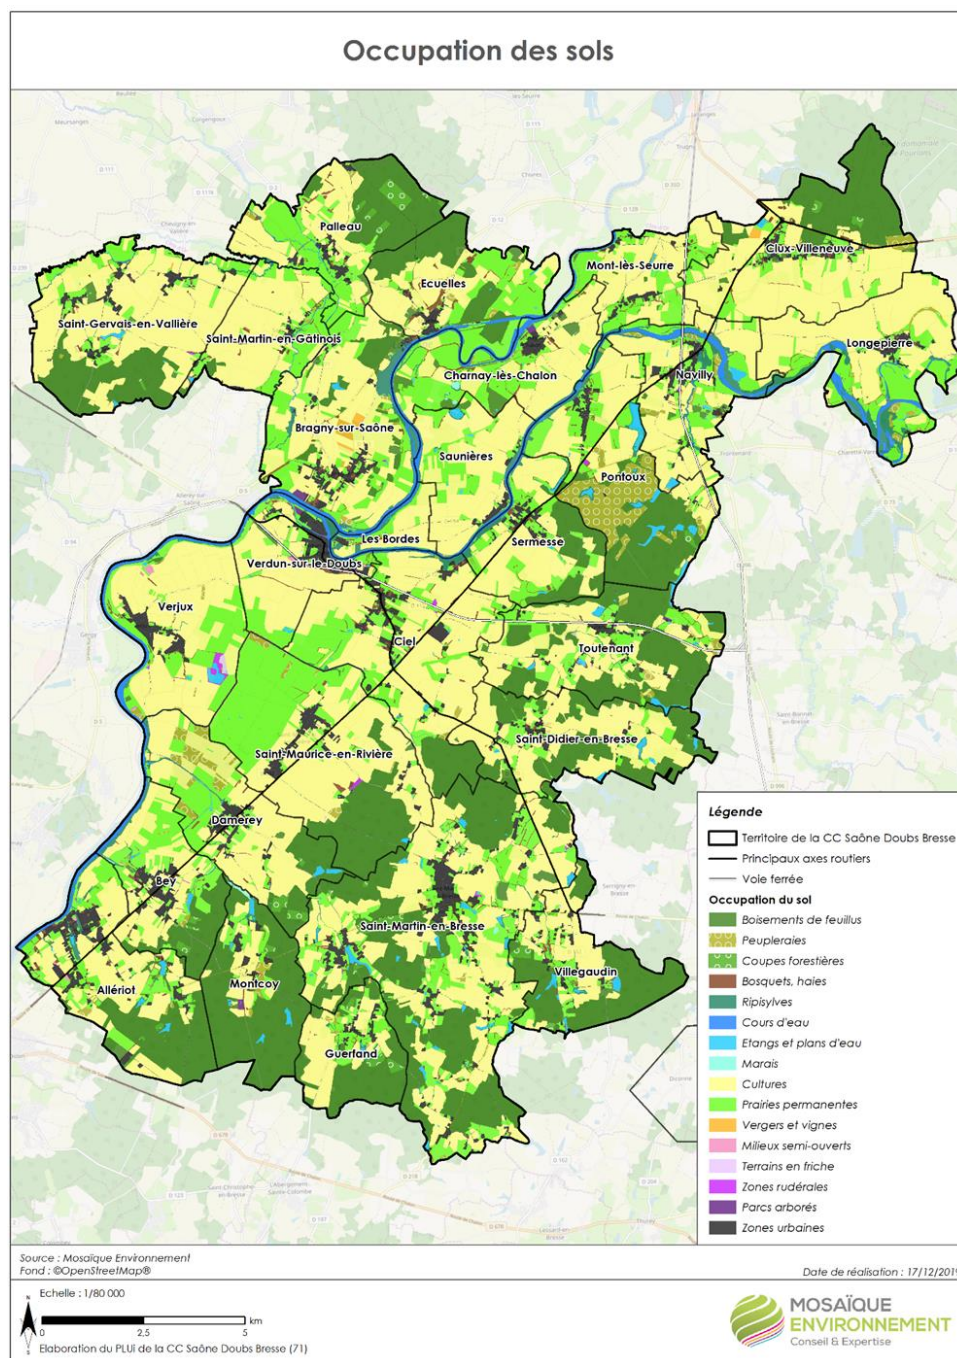 Occupation des sols
Palleau
Clux-Villeneuve
Mont-lès-Seurre
Ecuelles
Saint-Gervais-en-Vallière
Saint-Martin-en-Gâtinois
Longepierre
Charnay-lès-Chalon
Navilly
Bragny-sur-Saône
Saunières
Pontoux
Les Bordes
Sermesse
Verdun-sur-le-Doubs
Verjux
Ciel
Toutenant
Saint-Didier-en-Bresse
Saint-Maurice-en-Rivière
Damerey
Bey
Saint-Martin-en-Bresse
Villegaudin
Allériot
Montcoy
Guerfand
Légende
Territoire de la CC Saône Doubs Bresse
Principaux axes routiers
Voie ferrée
Occupation du sol
Boisements de feuillus
Peupleraies
Coupes forestières
Bosquets, haies
Ripisylves
Cours d'eau
Etangs et plans d'eau
Marais
Cultures
Prairies permanentes
Vergers et vignes
Milieux semi-ouverts
Terrains en friche
Zones rudérales
Parcs arborés
Zones urbaines
Source : Mosaïque Environnement
Fond : ©OpenStreetMap®
Date de réalisation : 17/12/2019
Echelle : 1/80 000
km
0 2,5 5
Elaboration du PLUi de la CC Saône Doubs Bresse (71)
MOSAÏQUE
ENVIRONNEMENT
Conseil & Expertise